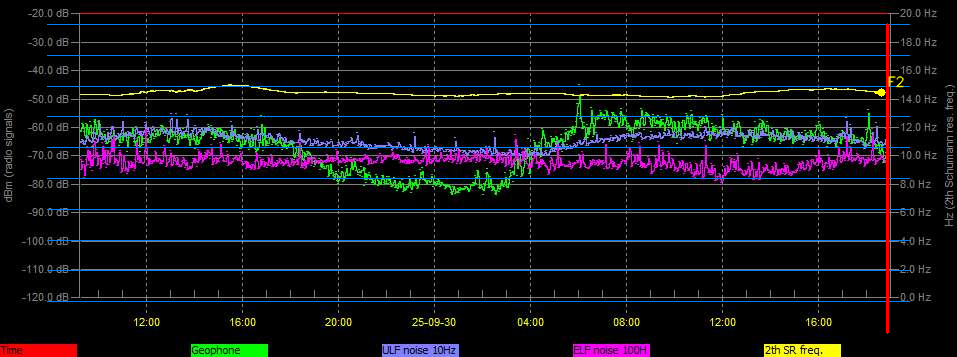 -20.0 dB
20.0 Hz
-30.0 dB
18.0 Hz
-40.0 dB
16.0 Hz
-50.0 dB
14.0 Hz
-60.0 dB
12.0 Hz
-70.0 dB
10.0 Hz
-80.0 dB
8.0 Hz
-90.0 dB
6.0 Hz
-100.0 dB
4.0 Hz
-110.0 dB
2.0 Hz
-120.0 dB
0.0 Hz
dBm (radio signals)
Hz (2th Schumann res. freq.)
F2
12:00 16:00 20:00 25-09-30 04:00 08:00 12:00 16:00
Time Geophone ULF noise 10Hz ELF noise 100H 2th SR freq.